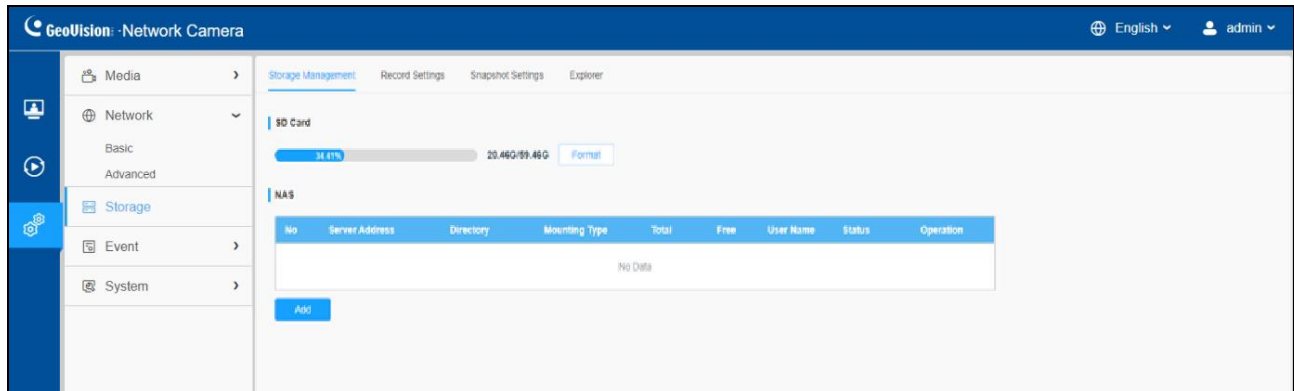 GeoVision: -Network Camera
English
admin
Media
Network
Basic
Advanced
Storage
Event
System
Storage Management Record Settings Snapshot Settings Explorer
SD Card
34.41% 20.46G/59.46G Format
NAS
No Server Address Directory Mounting Type Total Free User Name Status Operation
No Data
Add